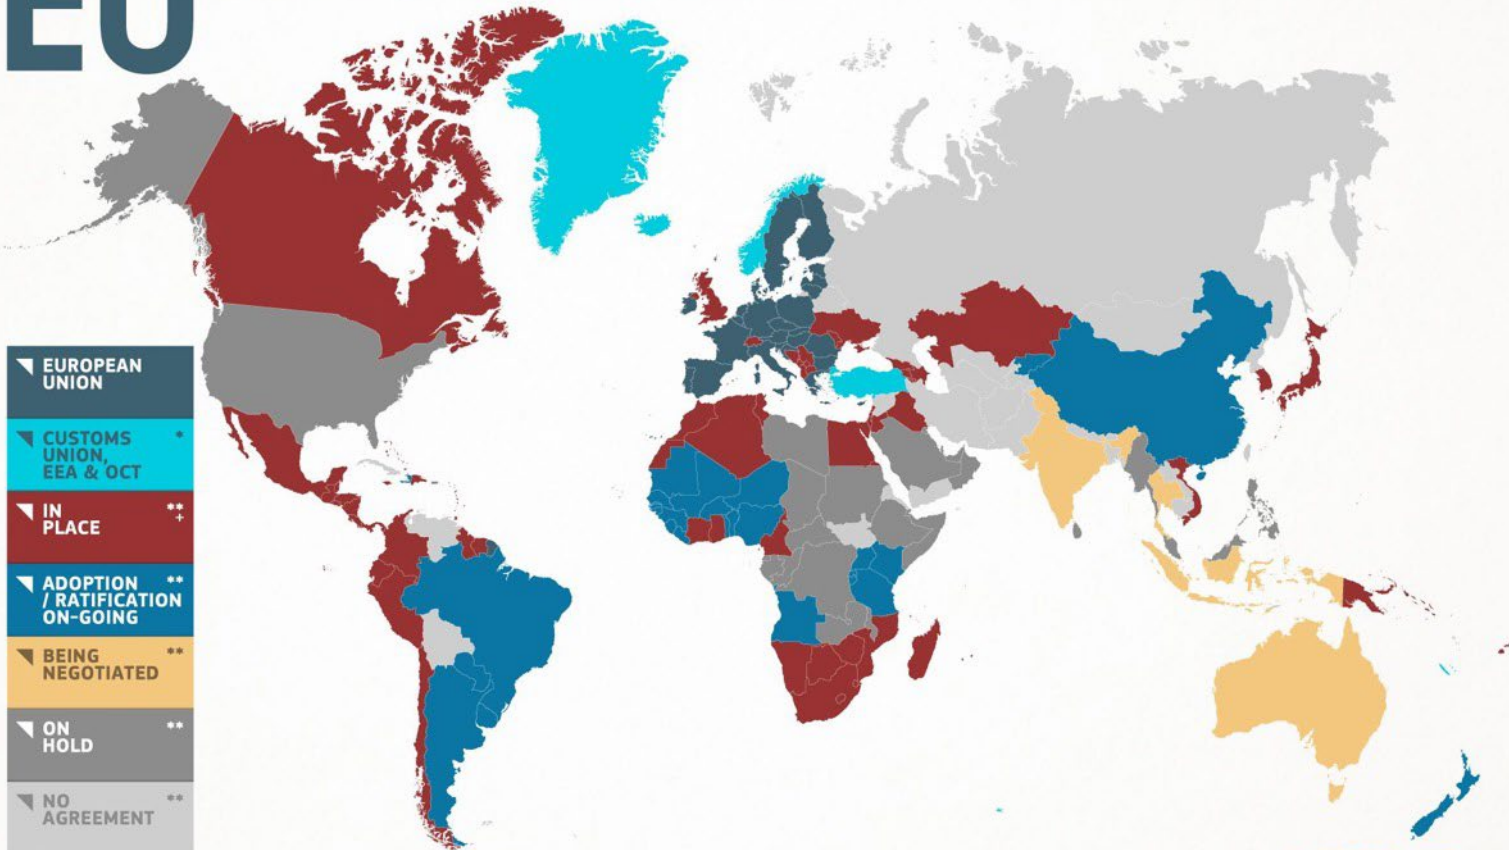 EU
EUROPEAN
UNION
CUSTOMS *
UNION,
EEA & OCT
IN **
PLACE +
ADOPTION **
/ RATIFICATION
ON-GOING
BEING **
NEGOTIATED
ON **
HOLD
NO **
AGREEMENT